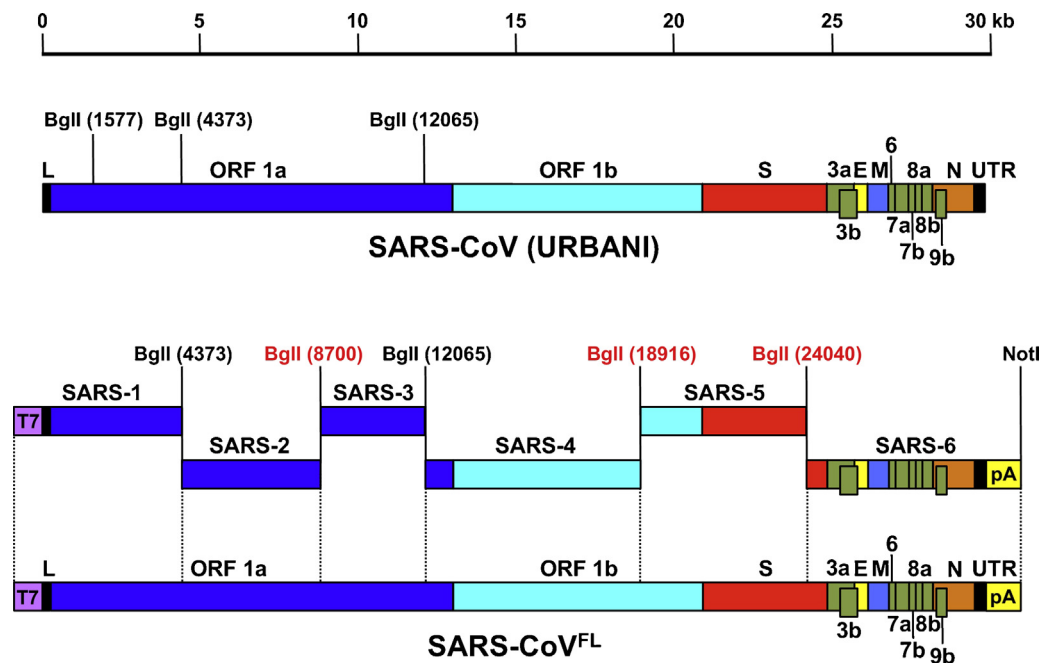 0 5 10 15 20 25 30 kb
BglI (1577) BglI (4373) BglI (12065)
6
L ORF 1a ORF 1b S 3a E M 8a N UTR
3b 7a 8b
7b 9b
SARS-CoV (URBANI)
BglI (4373) BglI (8700) BglI (12065) BglI (18916) BglI (24040) NotI
SARS-1 SARS-3 SARS-5
T7
SARS-2 SARS-4 SARS-6
pA
6
L ORF 1a ORF 1b S 3a E M 8a N UTR
T7 pA
3b 7a 8b
7b 9b
SARS-CoVFL